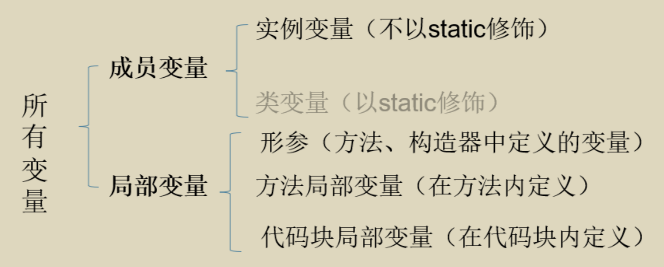 所有变量
成员变量
实例变量（不以static修饰）
类变量（以static修饰）
局部变量
形参（方法、构造器中定义的变量）
方法局部变量（在方法内定义）
代码块局部变量（在代码块内定义）